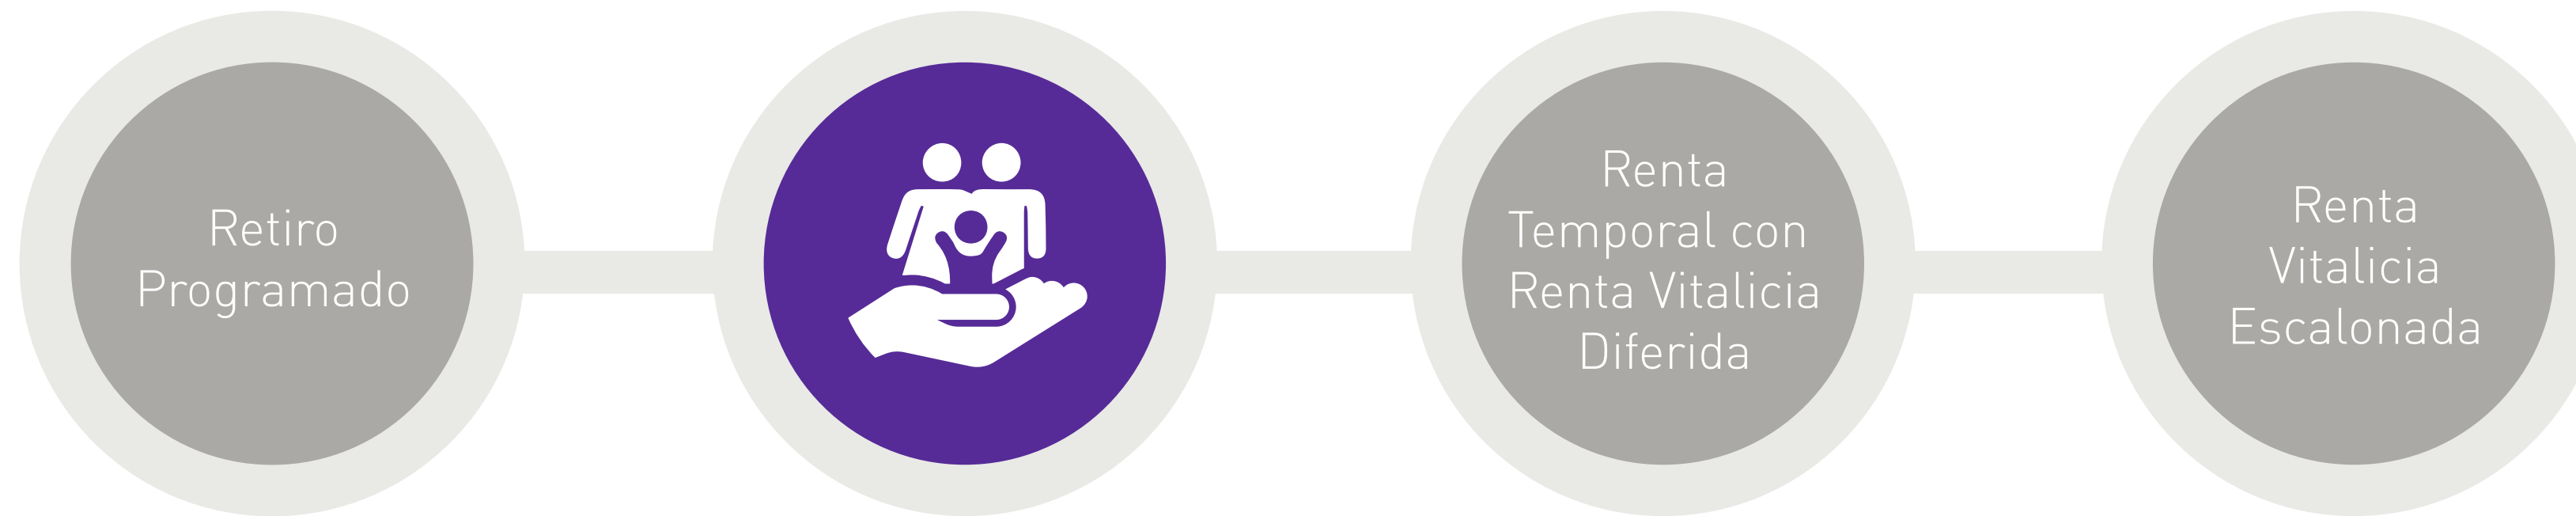 Retiro
Programado
Renta
Temporal con
Renta Vitalicia
Diferida
Renta
Vitalicia
Escalonada